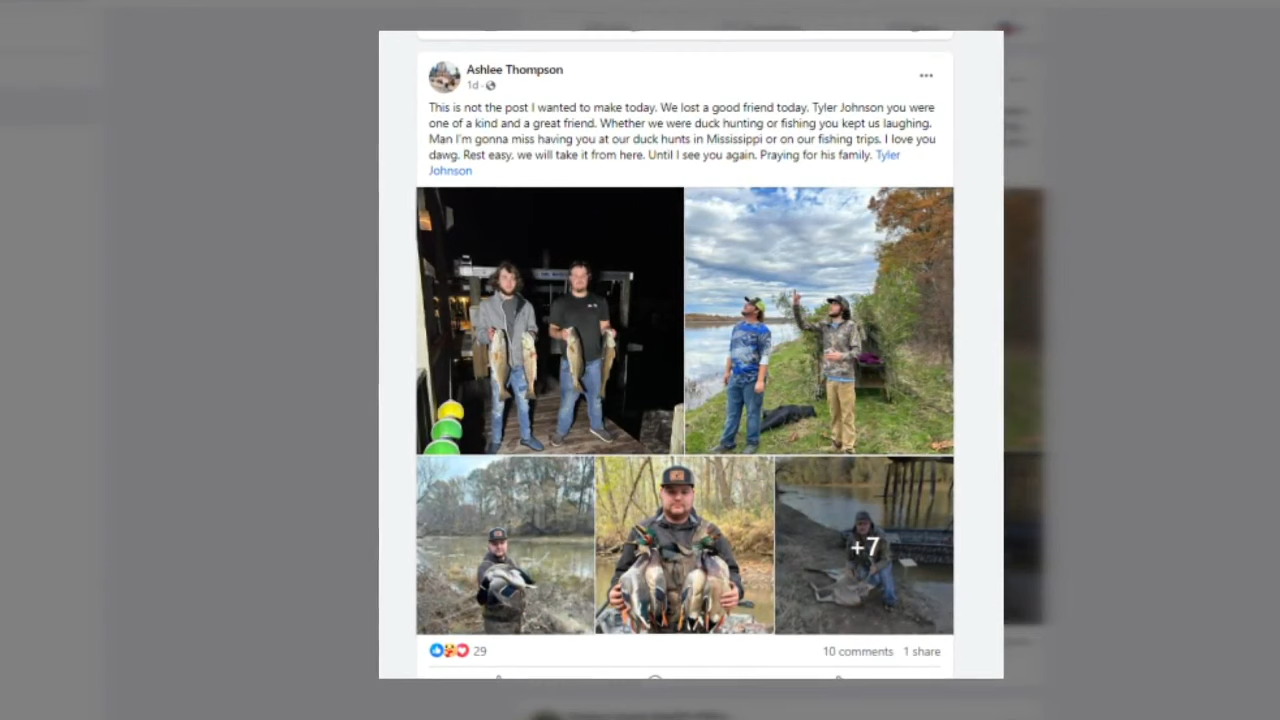 Ashlee Thompson
1d ·
This is not the post I wanted to make today. We lost a good friend today. Tyler Johnson you were
one of a kind and a great friend. Whether we were duck hunting or fishing you kept us laughing.
Man I'm gonna miss having you at our duck hunts in Mississippi or on our fishing trips. I love you
dawg. Rest easy, we will take it from here. Until I see you again. Praying for his family. Tyler
Johnson
+7
29
10 comments 1 share